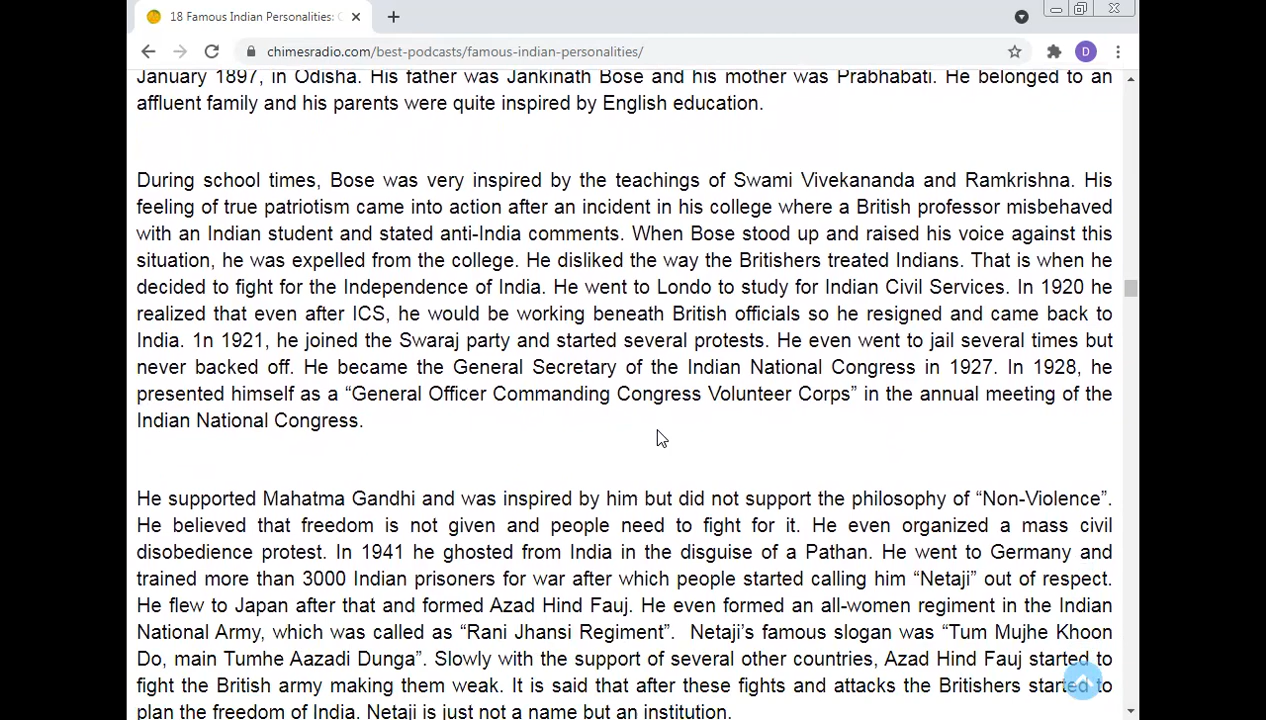 18 Famous Indian Personalities: C
chimesradio.com/best-podcasts/famous-indian-personalities/
D
January 1897, in Odisha. His father was Jankinath Bose and his mother was Prabhabati. He belonged to an
affluent family and his parents were quite inspired by English education.
During school times, Bose was very inspired by the teachings of Swami Vivekananda and Ramkrishna. His
feeling of true patriotism came into action after an incident in his college where a British professor misbehaved
with an Indian student and stated anti-India comments. When Bose stood up and raised his voice against this
situation, he was expelled from the college. He disliked the way the Britishers treated Indians. That is when he
decided to fight for the Independence of India. He went to Londo to study for Indian Civil Services. In 1920 he
realized that even after ICS, he would be working beneath British officials so he resigned and came back to
India. 1n 1921, he joined the Swaraj party and started several protests. He even went to jail several times but
never backed off. He became the General Secretary of the Indian National Congress in 1927. In 1928, he
presented himself as a “General Officer Commanding Congress Volunteer Corps” in the annual meeting of the
Indian National Congress.
He supported Mahatma Gandhi and was inspired by him but did not support the philosophy of “Non-Violence”.
He believed that freedom is not given and people need to fight for it. He even organized a mass civil
disobedience protest. In 1941 he ghosted from India in the disguise of a Pathan. He went to Germany and
trained more than 3000 Indian prisoners for war after which people started calling him “Netaji” out of respect.
He flew to Japan after that and formed Azad Hind Fauj. He even formed an all-women regiment in the Indian
National Army, which was called as “Rani Jhansi Regiment”.  Netaji’s famous slogan was “Tum Mujhe Khoon
Do, main Tumhe Aazadi Dunga”. Slowly with the support of several other countries, Azad Hind Fauj started to
fight the British army making them weak. It is said that after these fights and attacks the Britishers started to
plan the freedom of India. Netaji is just not a name but an institution.